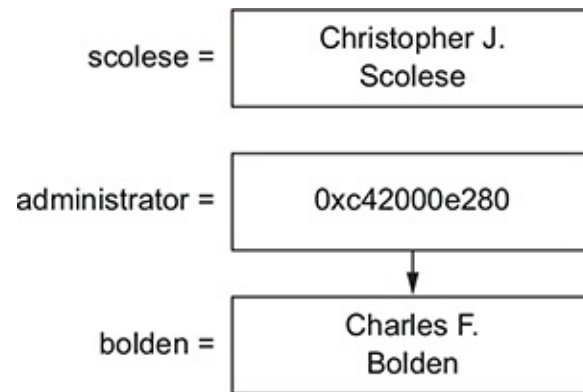 scolese = Christopher J.
Scolese
administrator = 0xc42000e280
bolden = Charles F.
Bolden